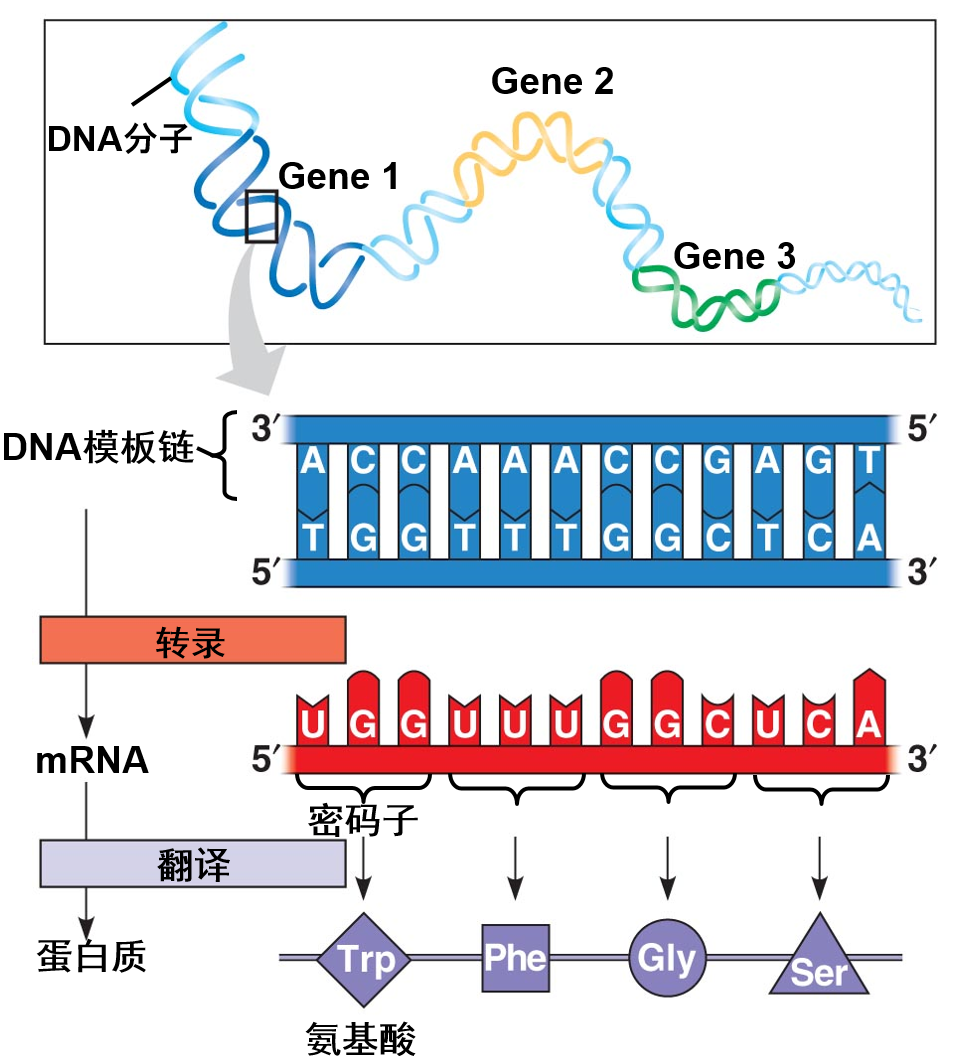 Gene 2
DNA分子
Gene 1
Gene 3
DNA模板链
3′ 5′
A C C A A A C C G A G T
T G G T T T G G C T C A
5′ 3′
转录
U G G U U U G G C U C A
mRNA
5′ 3′
密码子
翻译
蛋白质
Trp Phe Gly Ser
氨基酸